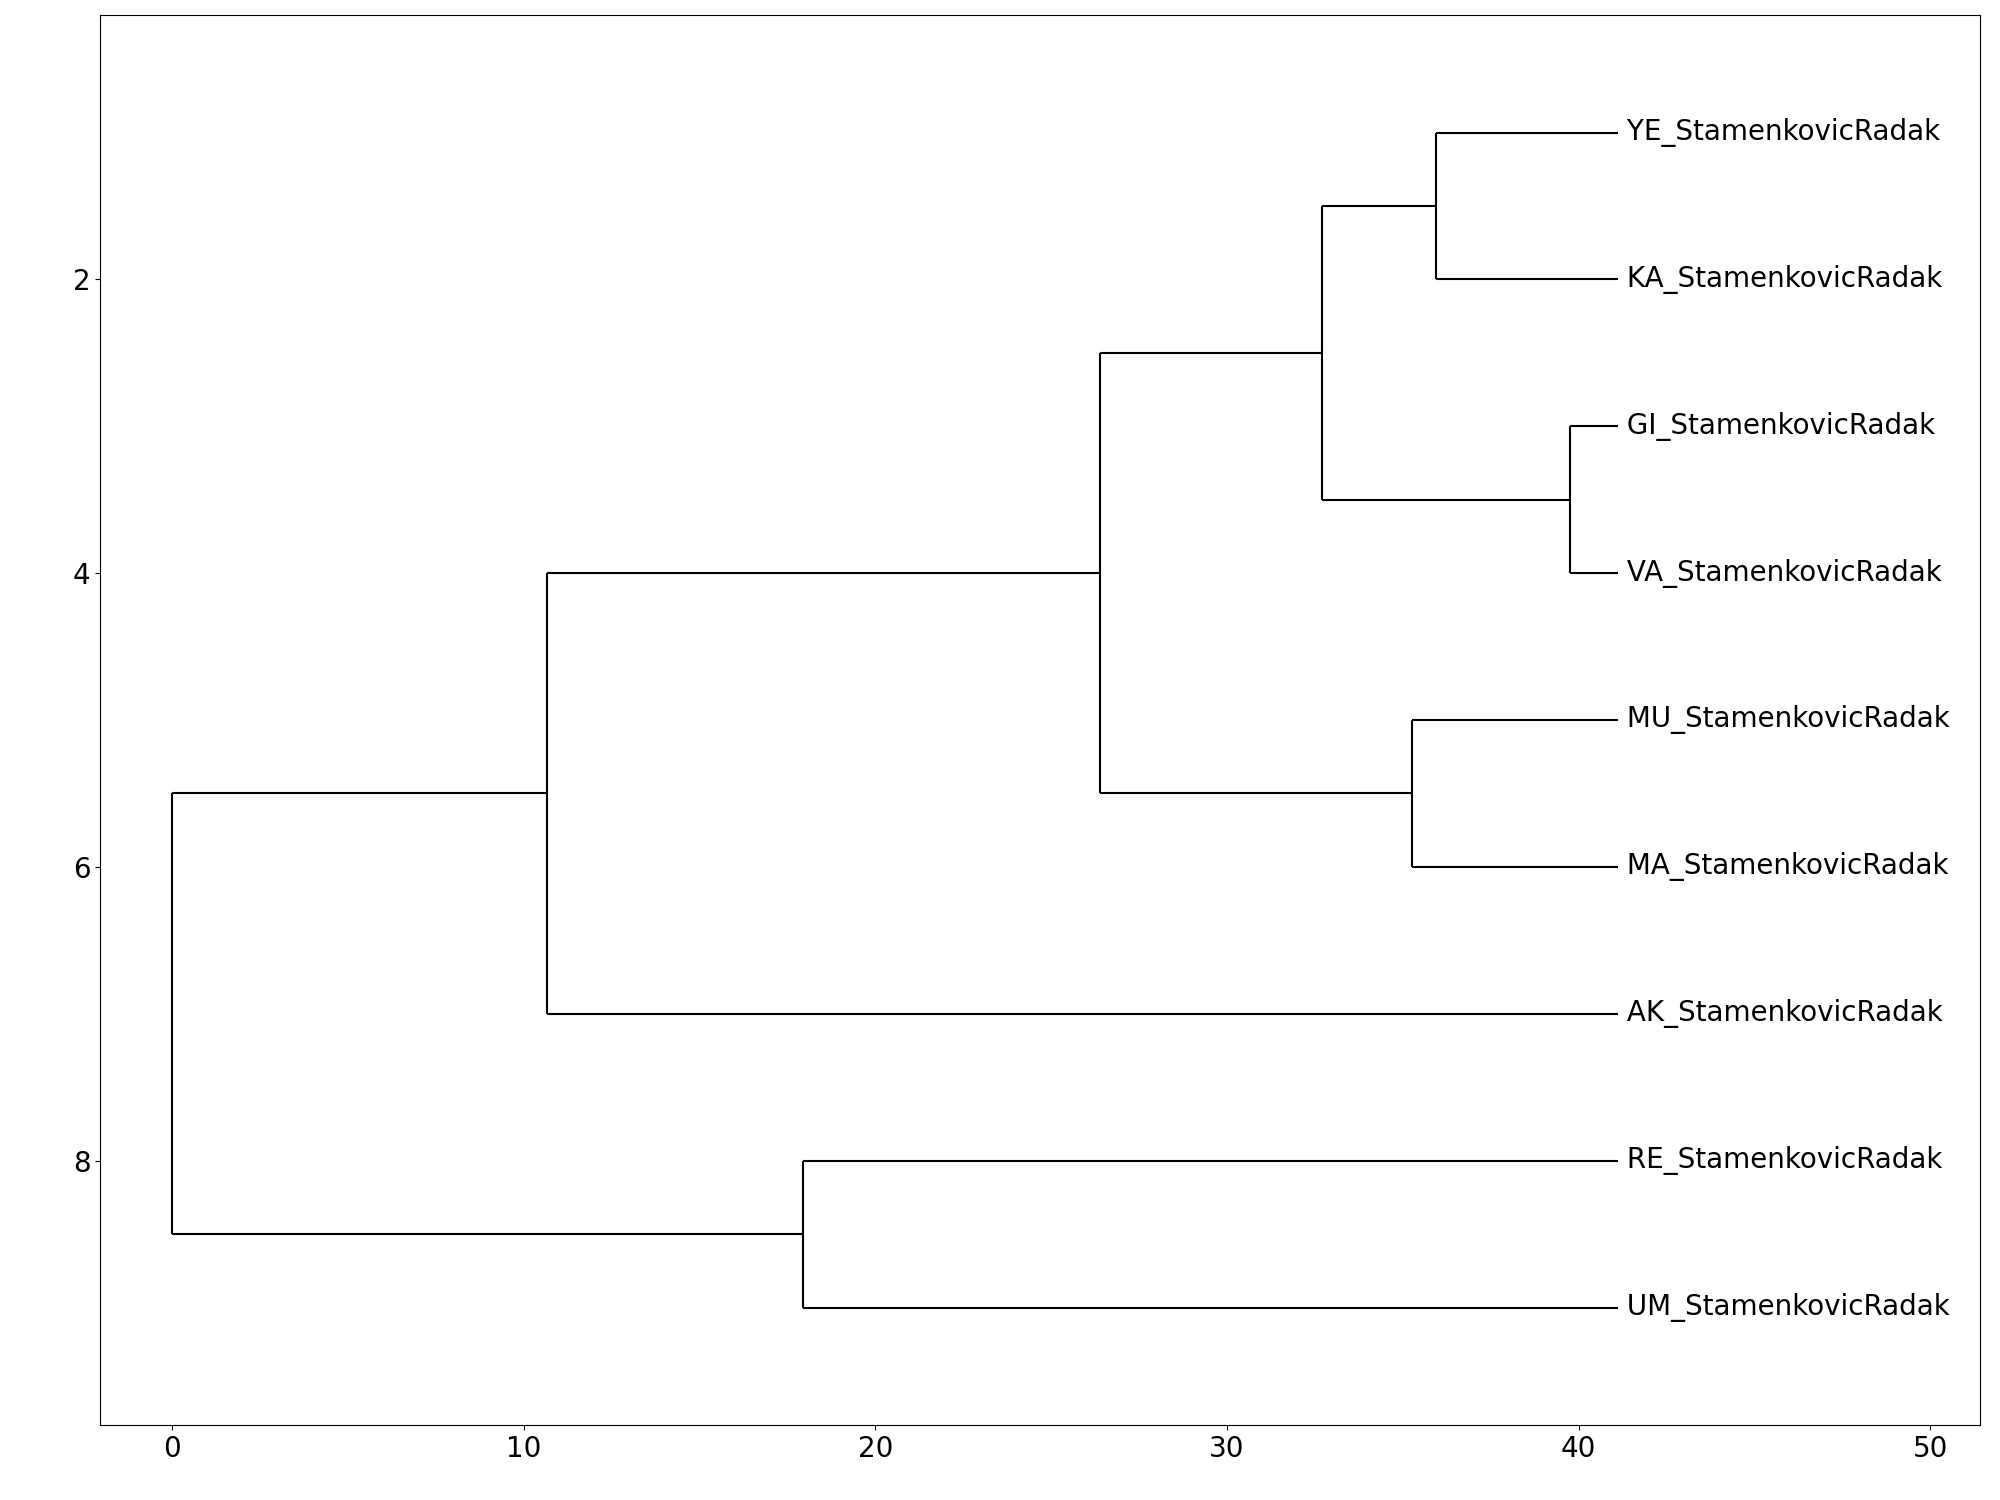 YE_StamenkovicRadak
2
KA_StamenkovicRadak
GI_StamenkovicRadak
4
VA_StamenkovicRadak
MU_StamenkovicRadak
6
MA_StamenkovicRadak
AK_StamenkovicRadak
8
RE_StamenkovicRadak
UM_StamenkovicRadak
0 10 20 30 40 50